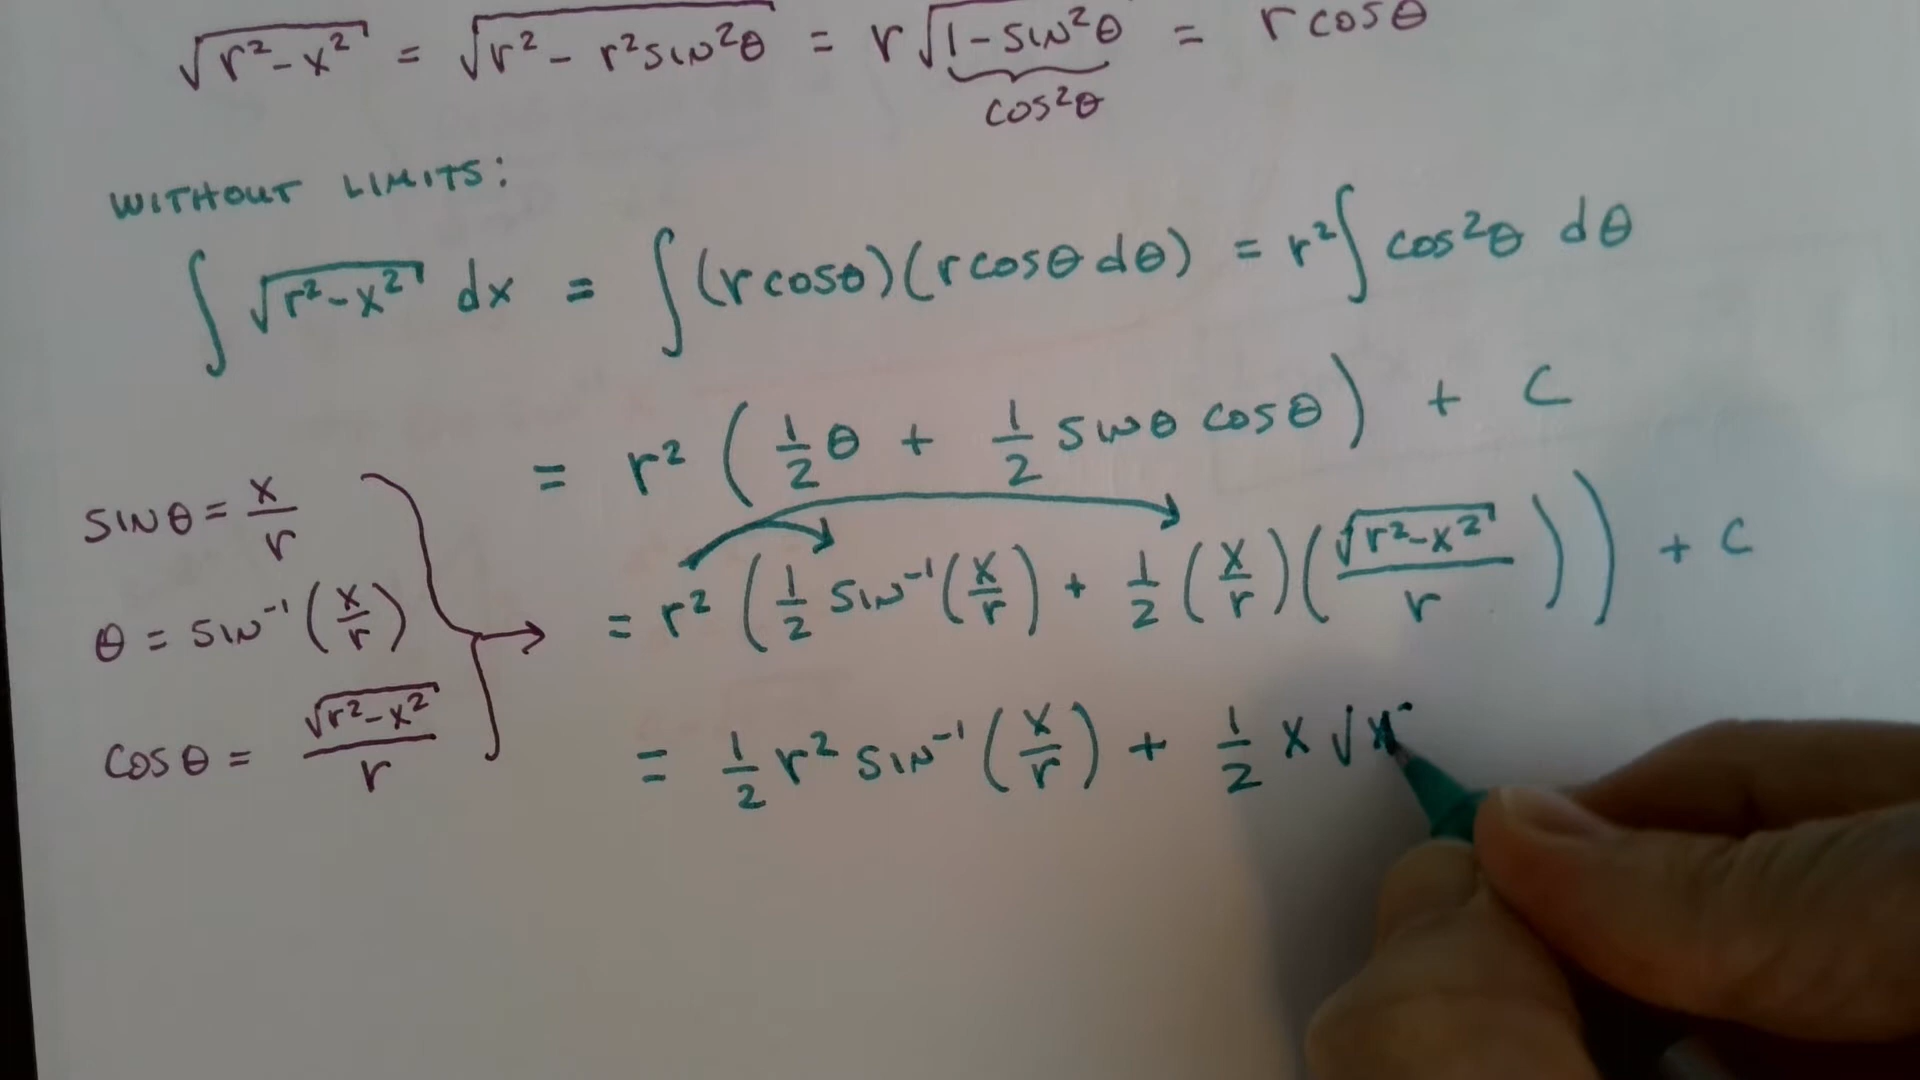 √(r²-x²) = √(r² - r²sin²θ) = r√(1-sin²θ) = r cosθ
cos²θ
WITHOUT LIMITS:
∫ √(r²-x²) dx = ∫(r cosθ)(r cosθ dθ) = r²∫ cos²θ dθ
= r² (1/2 θ + 1/2 sinθ cosθ) + C
sinθ = x/r
= r² (1/2 sin⁻¹(x/r) + 1/2 (x/r)(√(r²-x²)/r)) + C
θ = sin⁻¹(x/r)
cosθ = √(r²-x²)/r
= 1/2 r² sin⁻¹(x/r) + 1/2 x √x